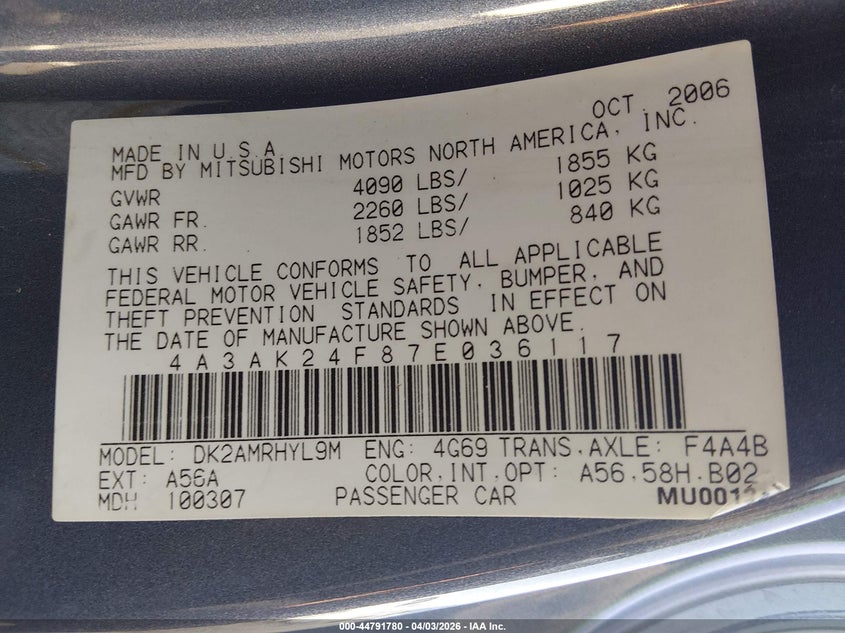 OCT . 2006
MADE IN U.S.A.
MFD BY MITSUBISHI MOTORS NORTH AMERICA, INC.
GVWR 4090 LBS/ 1855 KG
GAWR FR. 2260 LBS/ 1025 KG
GAWR RR. 1852 LBS/ 840 KG
THIS VEHICLE CONFORMS TO ALL APPLICABLE
FEDERAL MOTOR VEHICLE SAFETY, BUMPER, AND
THEFT PREVENTION STANDARDS IN EFFECT ON
THE DATE OF MANUFACTURE SHOWN ABOVE.
4A3AK24F87E036117
MODEL: DK2AMRHYL9M ENG: 4G69 TRANS.AXLE: F4A4B
EXT: A56A COLOR,INT,OPT: A56,58H,B02
MDH 100307 PASSENGER CAR
000-44791780 - 04/03/2026 - IAA Inc.